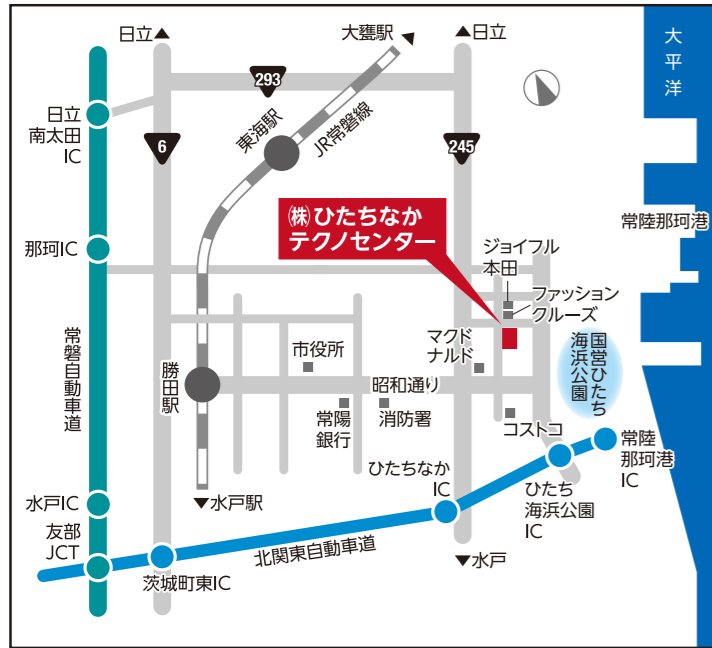 日立▲
大甕駅
▲日立
大平洋
293
日立
南太田
IC
6
東海駅
JR常磐線
245
㈱ひたちなか
テクノセンター
常陸那珂港
那珂IC
ジョイフル
本田
ファッション
クルーズ
マクド
ナルド
国営ひたち
海浜公園
市役所
勝田駅
昭和通り
常磐自動車道
常陽
銀行
消防署
コストコ
常陸
那珂港
IC
ひたちなか
IC
ひたち
海浜公園
IC
水戸IC
▼水戸駅
友部
JCT
北関東自動車道
▼水戸
茨城町東IC